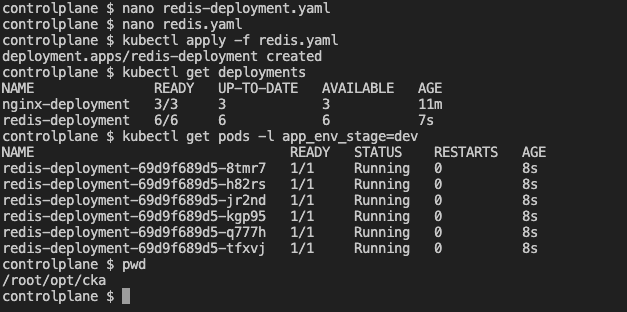 controlplane $ nano redis-deployment.yaml
controlplane $ nano redis.yaml
controlplane $ kubectl apply -f redis.yaml
deployment.apps/redis-deployment created
controlplane $ kubectl get deployments
NAME               READY   UP-TO-DATE   AVAILABLE   AGE
nginx-deployment   3/3     3            3           11m
redis-deployment   6/6     6            6           7s
controlplane $ kubectl get pods -l app_env_stage=dev
NAME                                READY   STATUS    RESTARTS   AGE
redis-deployment-69d9f689d5-8tmr7   1/1     Running   0          8s
redis-deployment-69d9f689d5-h82rs   1/1     Running   0          8s
redis-deployment-69d9f689d5-jr2nd   1/1     Running   0          8s
redis-deployment-69d9f689d5-kgp95   1/1     Running   0          8s
redis-deployment-69d9f689d5-q777h   1/1     Running   0          8s
redis-deployment-69d9f689d5-tfxvj   1/1     Running   0          8s
controlplane $ pwd
/root/opt/cka
controlplane $